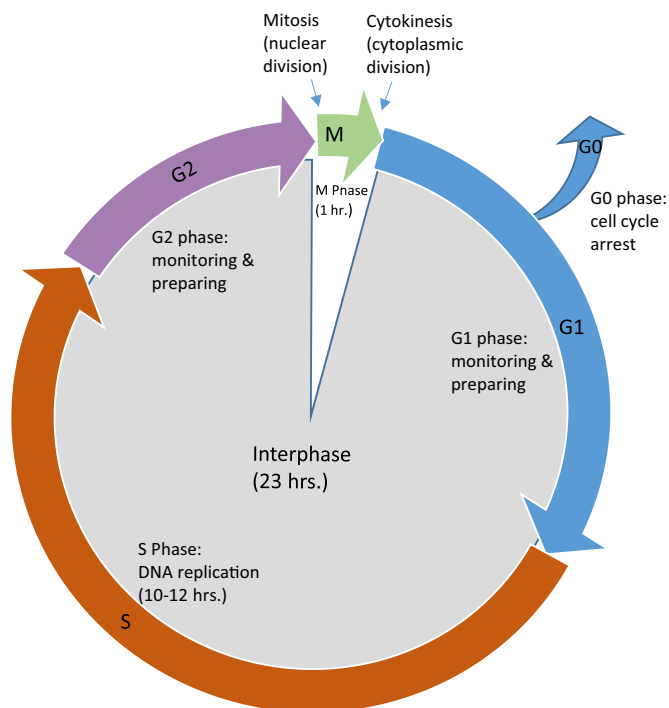 Mitosis
(nuclear
division)
Cytokinesis
(cytoplasmic
division)
M
G2
G0
M Phase
(1 hr.)
G0 phase:
cell cycle
arrest
G2 phase:
monitoring &
preparing
G1
G1 phase:
monitoring &
preparing
Interphase
(23 hrs.)
S Phase:
DNA replication
(10-12 hrs.)
S